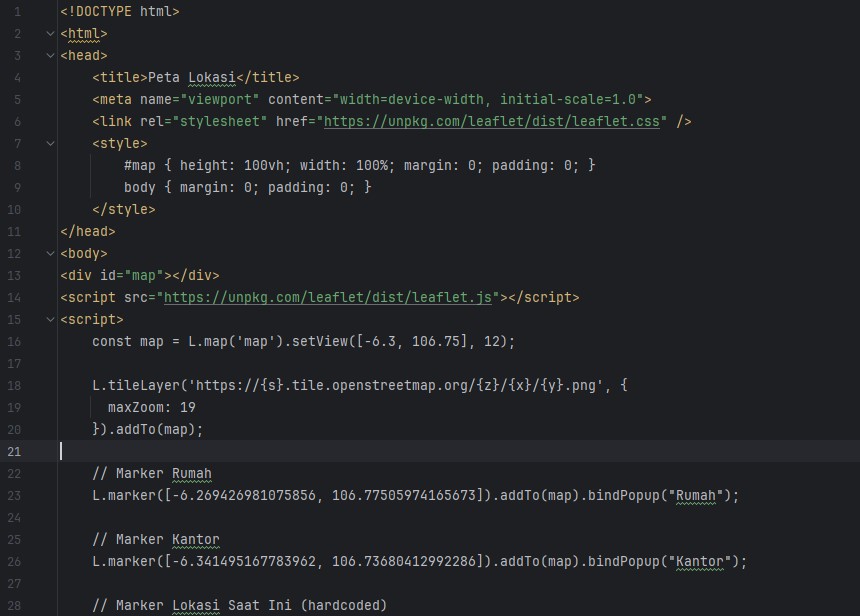 1 <!DOCTYPE html>
2 <html>
3 <head>
4     <title>Peta Lokasi</title>
5     <meta name="viewport" content="width=device-width, initial-scale=1.0">
6     <link rel="stylesheet" href="https://unpkg.com/leaflet/dist/leaflet.css" />
7     <style>
8         #map { height: 100vh; width: 100%; margin: 0; padding: 0; }
9         body { margin: 0; padding: 0; }
10     </style>
11 </head>
12 <body>
13 <div id="map"></div>
14 <script src="https://unpkg.com/leaflet/dist/leaflet.js"></script>
15 <script>
16     const map = L.map('map').setView([-6.3, 106.75], 12);
17
18     L.tileLayer('https://{s}.tile.openstreetmap.org/{z}/{x}/{y}.png', {
19       maxZoom: 19
20     }).addTo(map);
21
22     // Marker Rumah
23     L.marker([-6.269426981075856, 106.77505974165673]).addTo(map).bindPopup("Rumah");
24
25     // Marker Kantor
26     L.marker([-6.341495167783962, 106.73680412992286]).addTo(map).bindPopup("Kantor");
27
28     // Marker Lokasi Saat Ini (hardcoded)